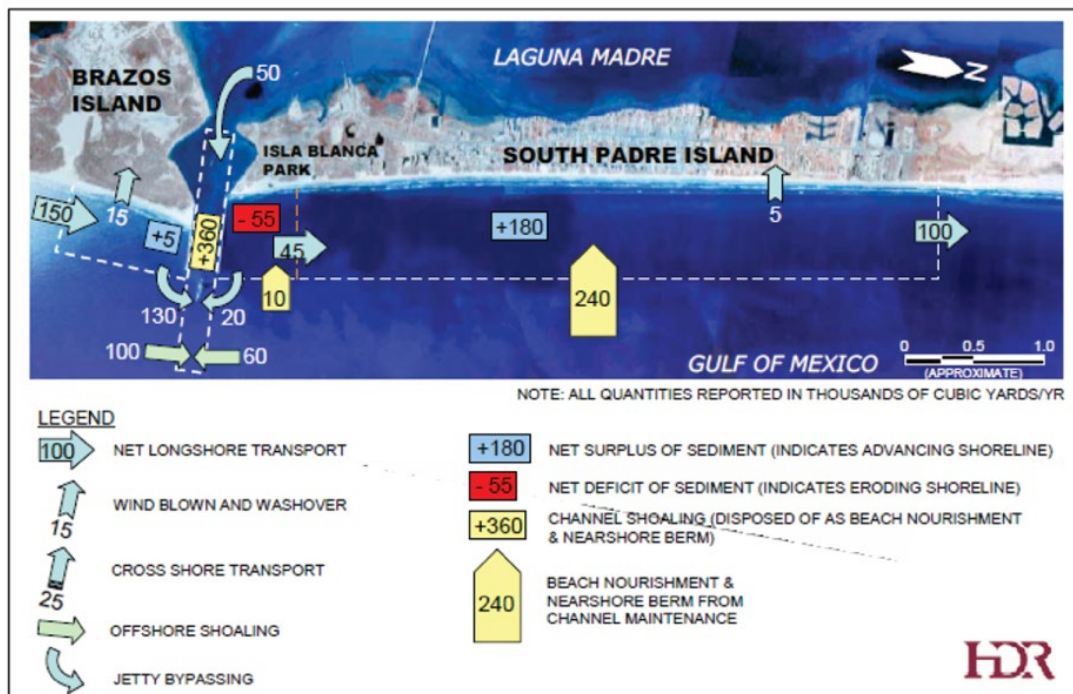 LAGUNA MADRE
BRAZOS
ISLAND
50
N
ISLA BLANCA
PARK
SOUTH PADRE ISLAND
150
15
+5
+360
- 55
45
+180
5
100
10
240
130
20
100
60
GULF OF MEXICO
0 0.5 1.0
(APPROXIMATE)
NOTE: ALL QUANTITIES REPORTED IN THOUSANDS OF CUBIC YARDS/YR
LEGEND
100 NET LONGSHORE TRANSPORT
15 WIND BLOWN AND WASHOVER
25 CROSS SHORE TRANSPORT
OFFSHORE SHOALING
JETTY BYPASSING
+180 NET SURPLUS OF SEDIMENT (INDICATES ADVANCING SHORELINE)
- 55 NET DEFICIT OF SEDIMENT (INDICATES ERODING SHORELINE)
+360 CHANNEL SHOALING (DISPOSED OF AS BEACH NOURISHMENT
& NEARSHORE BERM)
240 BEACH NOURISHMENT &
NEARSHORE BERM FROM
CHANNEL MAINTENANCE
HDR